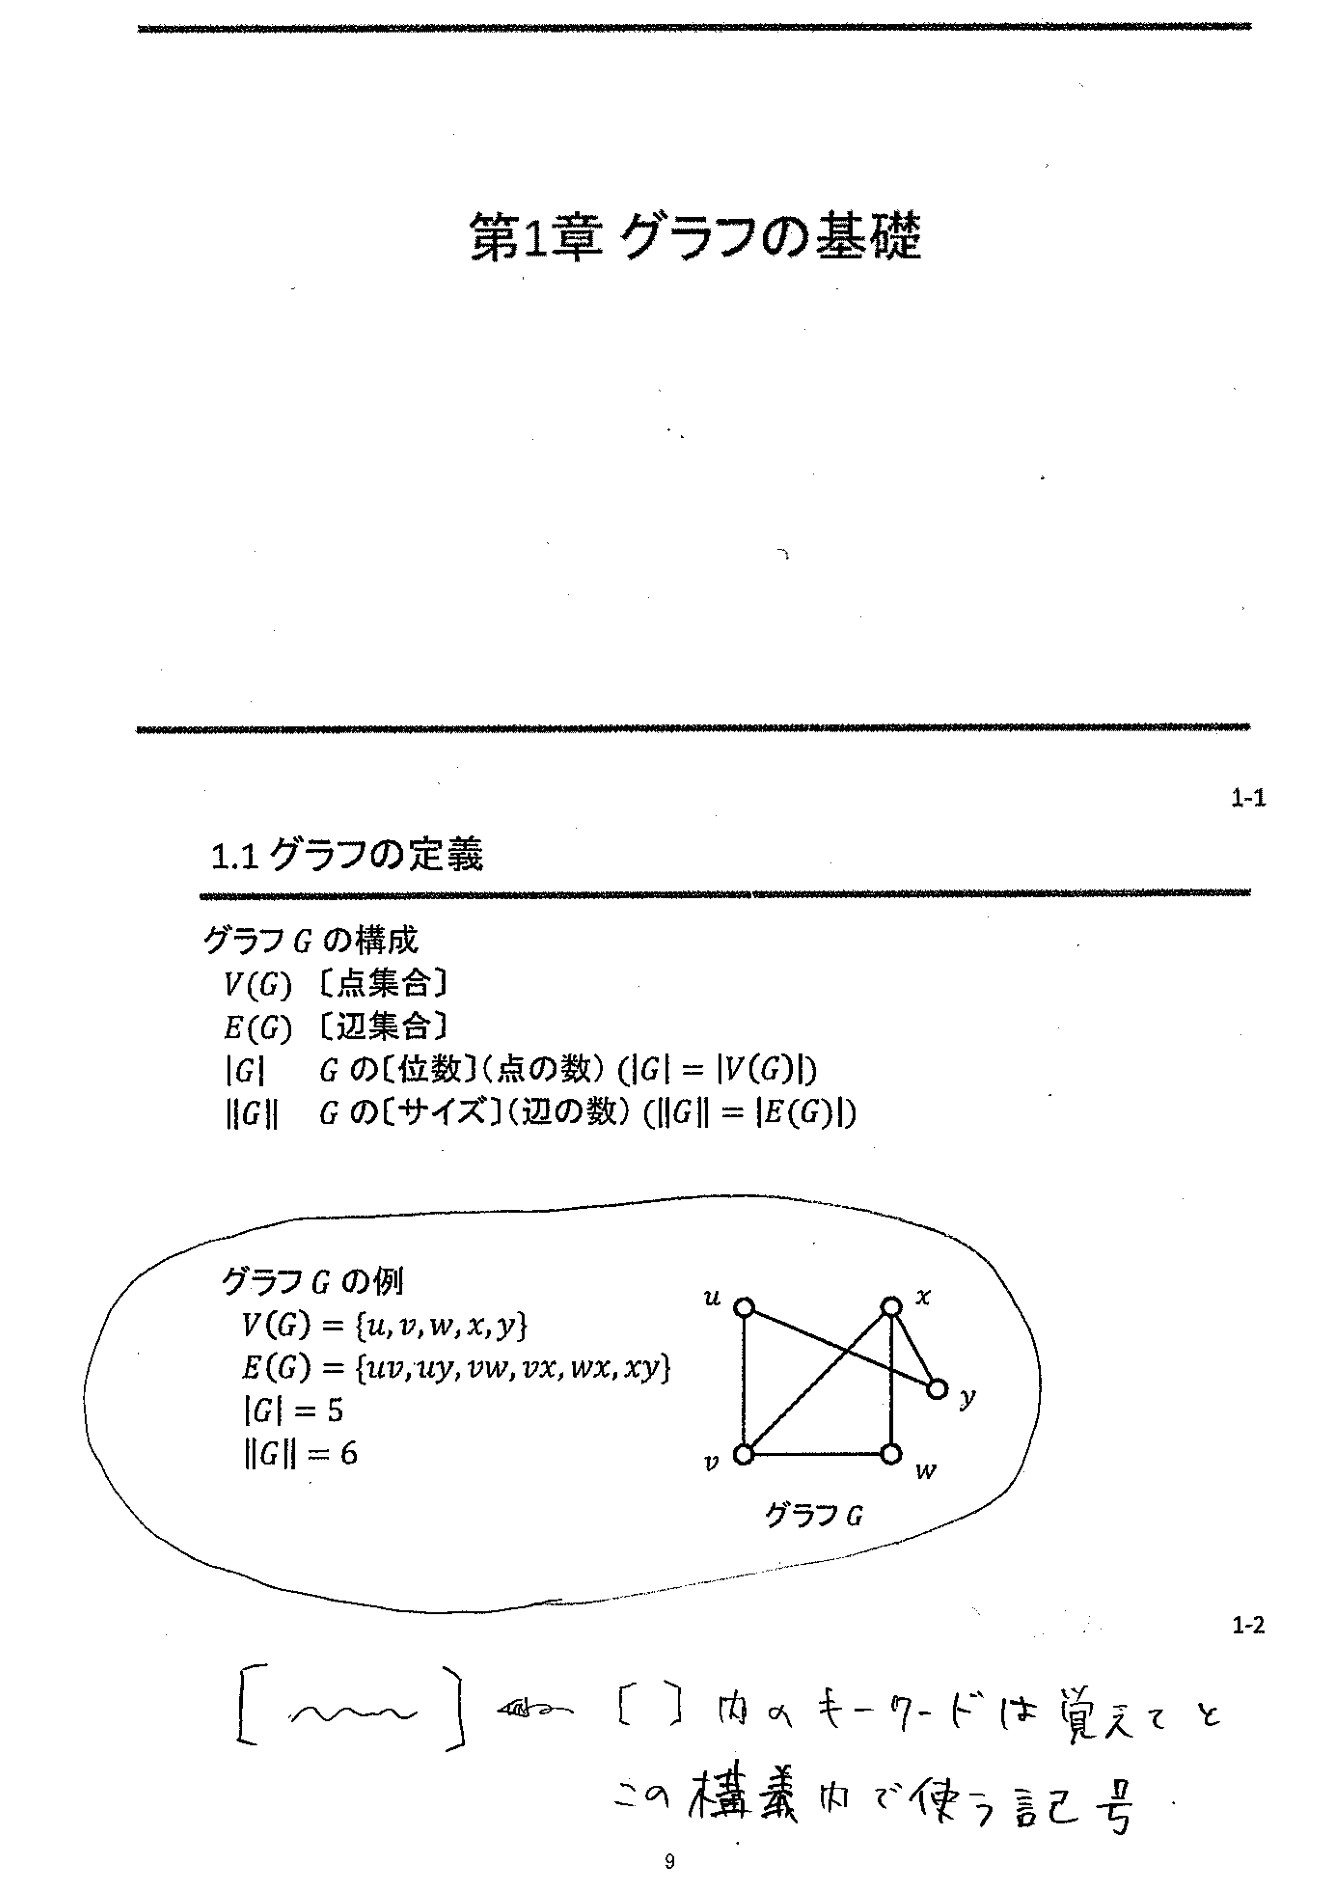 第1章 グラフの基礎
1-1
1.1 グラフの定義
グラフ G の構成
V(G) 〔点集合〕
E(G) 〔辺集合〕
|G| G の〔位数〕(点の数) (|G| = |V(G)|)
‖G‖ G の〔サイズ〕(辺の数) (‖G‖ = |E(G)|)
グラフ G の例
V(G) = {u, v, w, x, y}
E(G) = {uv, uy, vw, vx, wx, xy}
|G| = 5
‖G‖ = 6
u
x
y
v
w
グラフ G
1-2
[ ] [ ]内のキーワードは覚えてと
この構義内で使う記号
9